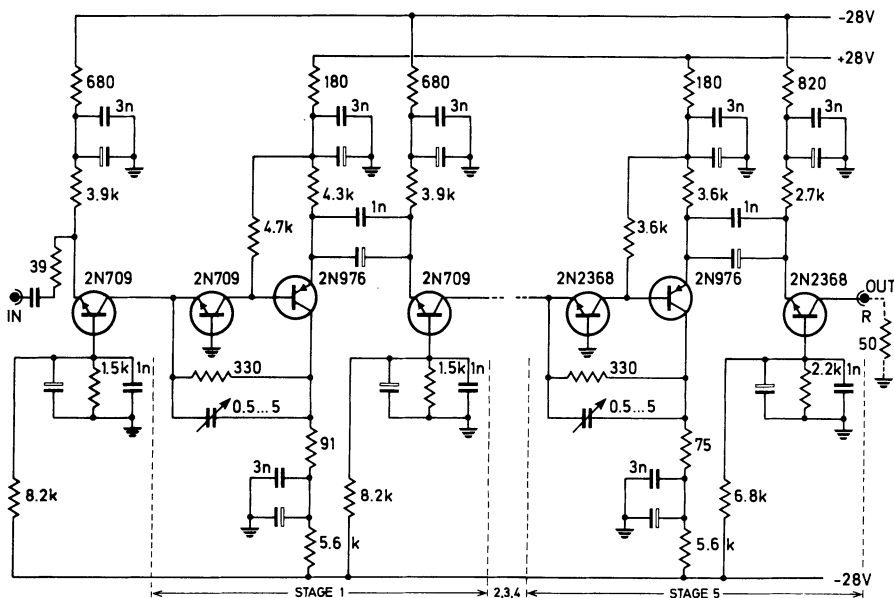 -28V
+28V
680 180 680 180 820
3n 3n 3n 3n 3n
3.9k 4.3k 3.9k 3.6k 2.7k
4.7k 1n 3.6k 1n
39 2N709 2N709 2N976 2N709 2N2368 2N976 2N2368 OUT
IN R
50
1.5k 1n 330 1.5k 1n 330 2.2k 1n
0.5...5 0.5...5
91 75
3n 3n
8.2k 8.2k 6.8k
5.6 k 5.6 k
-28V
STAGE 1 2,3,4 STAGE 5